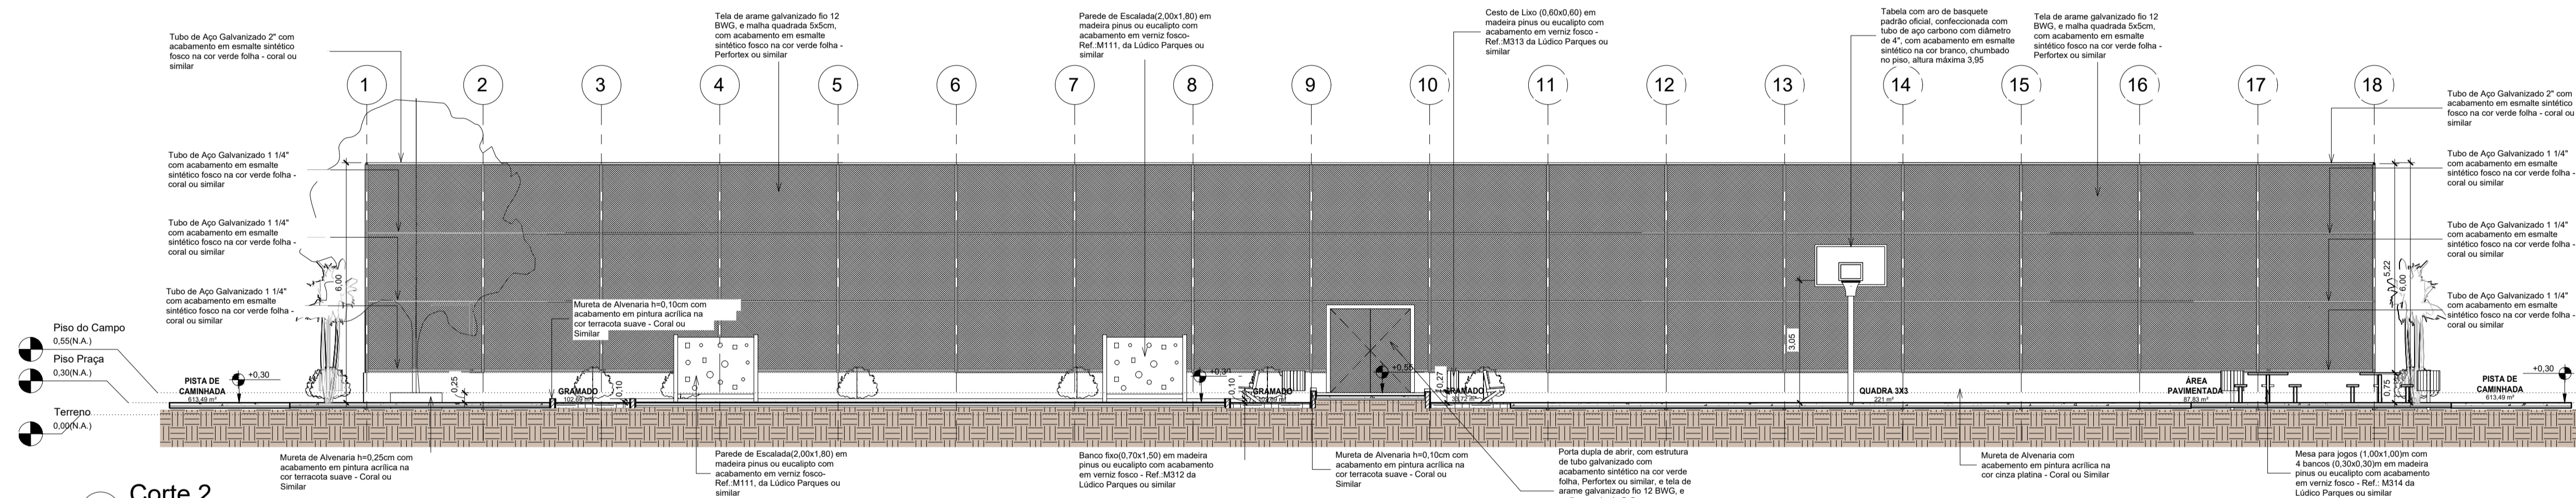 Tubo de Aço Galvanizado 2" com
acabamento em esmalte sintético
fosco na cor verde folha - coral ou
similar
Tela de arame galvanizado fio 12
BWG, e malha quadrada 5x5cm,
com acabamento em esmalte
sintético fosco na cor verde folha -
Perfortex ou similar
Parede de Escalada(2,00x1,80) em
madeira pinus ou eucalipto com
acabamento em verniz fosco-
Ref.:M111, da Lúdico Parques ou
similar
Cesto de Lixo (0,60x0,60) em
madeira pinus ou eucalipto com
acabamento em verniz fosco -
Ref.:M313 da Lúdico Parques ou
similar
Tabela com aro de basquete
padrão oficial, confeccionada com
tubo de aço carbono com diâmetro
de 4", com acabamento em esmalte
sintético na cor branco, chumbado
no piso, altura máxima 3,95
Tela de arame galvanizado fio 12
BWG, e malha quadrada 5x5cm,
com acabamento em esmalte
sintético fosco na cor verde folha -
Perfortex ou similar
1
2
3
4
5
6
7
8
9
10
11
12
13
14
15
16
17
18
Tubo de Aço Galvanizado 2" com
acabamento em esmalte sintético
fosco na cor verde folha - coral ou
similar
Tubo de Aço Galvanizado 1 1/4"
com acabamento em esmalte
sintético fosco na cor verde folha -
coral ou similar
Tubo de Aço Galvanizado 1 1/4"
com acabamento em esmalte
sintético fosco na cor verde folha -
coral ou similar
Tubo de Aço Galvanizado 1 1/4"
com acabamento em esmalte
sintético fosco na cor verde folha -
coral ou similar
Tubo de Aço Galvanizado 1 1/4"
com acabamento em esmalte
sintético fosco na cor verde folha -
coral ou similar
Tubo de Aço Galvanizado 1 1/4"
com acabamento em esmalte
sintético fosco na cor verde folha -
coral ou similar
Tubo de Aço Galvanizado 1 1/4"
com acabamento em esmalte
sintético fosco na cor verde folha -
coral ou similar
6,00
5,22
6,00
3,05
Mureta de Alvenaria h=0,10cm com
acabamento em pintura acrílica na
cor terracota suave - Coral ou
Similar
Piso do Campo
0,55(N.A.)
Piso Praça
0,30(N.A.)
Terreno
0,00(N.A.)
PISTA DE
CAMINHADA
613,49 m²
+0,30
0,25
GRAMADO
102,69 m²
0,10
+0,30
0,10
GRAMADO
+0,55
0,27
GRAMADO
33,72 m²
QUADRA 3X3
221 m²
ÁREA
PAVIMENTADA
87,83 m²
0,75
PISTA DE
CAMINHADA
613,49 m²
+0,30
Mureta de Alvenaria h=0,25cm com
acabamento em pintura acrílica na
cor terracota suave - Coral ou
Similar
Parede de Escalada(2,00x1,80) em
madeira pinus ou eucalipto com
acabamento em verniz fosco-
Ref.:M111, da Lúdico Parques ou
similar
Banco fixo(0,70x1,50) em madeira
pinus ou eucalipto com acabamento
em verniz fosco - Ref.:M312 da
Lúdico Parques ou similar
Mureta de Alvenaria h=0,10cm com
acabamento em pintura acrílica na
cor terracota suave - Coral ou
Similar
Porta dupla de abrir, com estrutura
de tubo galvanizado com
acabamento sintético na cor verde
folha, Perfortex ou similar, e tela de
arame galvanizado fio 12 BWG, e
Mureta de Alvenaria com
acabemento em pintura acrílica na
cor cinza platina - Coral ou Similar
Mesa para jogos (1,00x1,00)m com
4 bancos (0,30x0,30)m em madeira
pinus ou eucalipto com acabamento
em verniz fosco - Ref.: M314 da
Lúdico Parques ou similar
Corte 2